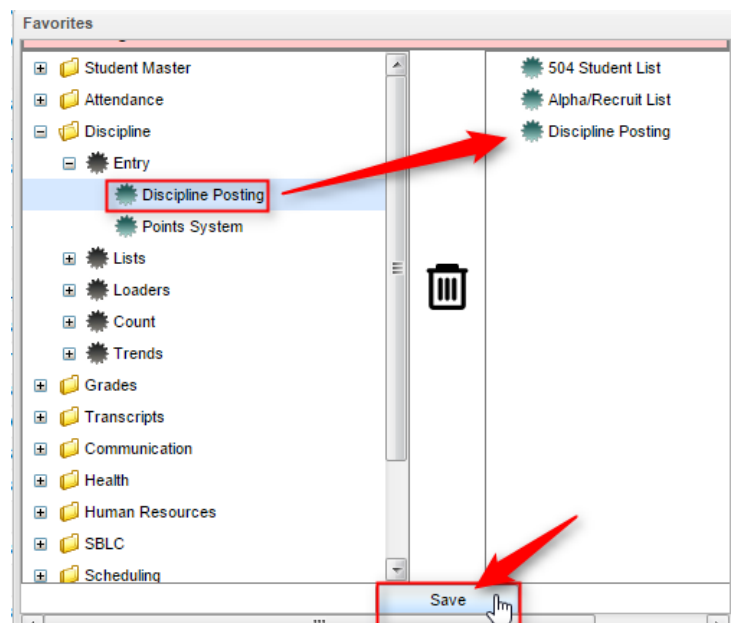 Favorites
Student Master
Attendance
Discipline
Entry
Discipline Posting
Points System
Lists
Loaders
Count
Trends
Grades
Transcripts
Communication
Health
Human Resources
SBLC
Scheduling
504 Student List
Alpha/Recruit List
Discipline Posting
Save